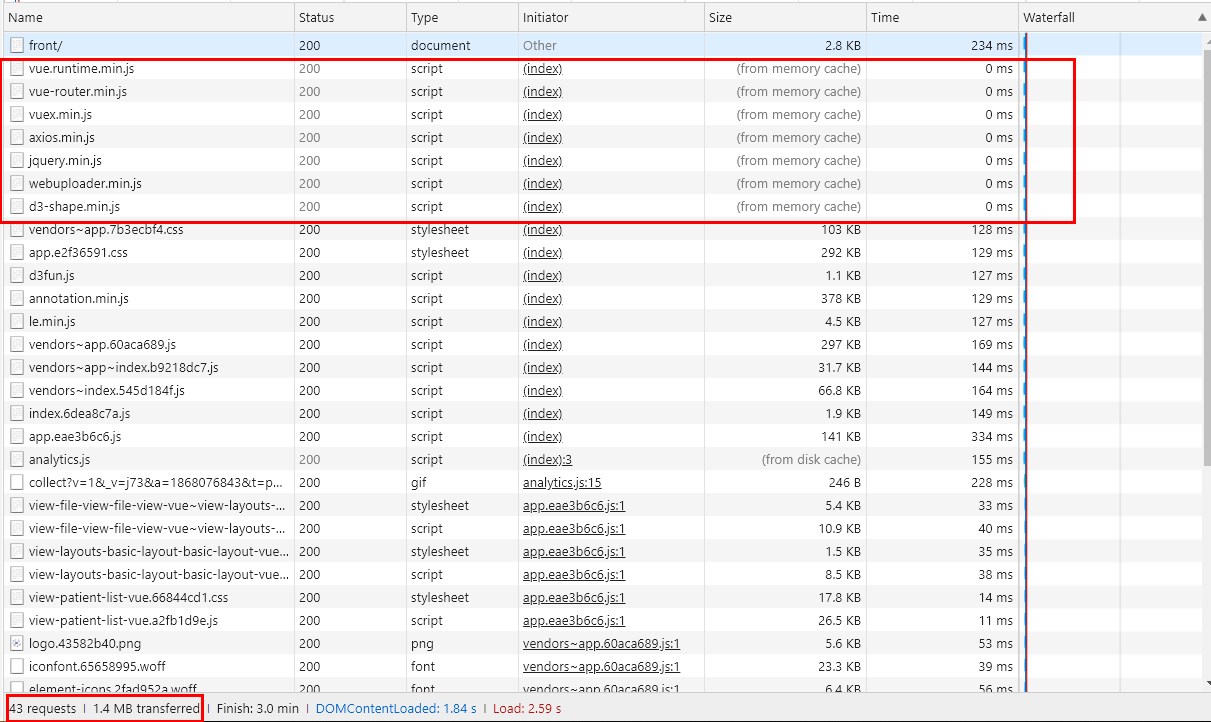 Name Status Type Initiator Size Time Waterfall
front/ 200 document Other 2.8 KB 234 ms
vue.runtime.min.js 200 script (index) (from memory cache) 0 ms
vue-router.min.js 200 script (index) (from memory cache) 0 ms
vuex.min.js 200 script (index) (from memory cache) 0 ms
axios.min.js 200 script (index) (from memory cache) 0 ms
jquery.min.js 200 script (index) (from memory cache) 0 ms
webuploader.min.js 200 script (index) (from memory cache) 0 ms
d3-shape.min.js 200 script (index) (from memory cache) 0 ms
vendors~app.7b3ecbf4.css 200 stylesheet (index) 103 KB 128 ms
app.e2f36591.css 200 stylesheet (index) 292 KB 129 ms
d3fun.js 200 script (index) 1.1 KB 127 ms
annotation.min.js 200 script (index) 378 KB 129 ms
le.min.js 200 script (index) 4.5 KB 127 ms
vendors~app.60aca689.js 200 script (index) 297 KB 169 ms
vendors~app~index.b9218dc7.js 200 script (index) 31.7 KB 144 ms
vendors~index.545d184f.js 200 script (index) 66.8 KB 164 ms
index.6dea8c7a.js 200 script (index) 1.9 KB 149 ms
app.eae3b6c6.js 200 script (index) 141 KB 334 ms
analytics.js 200 script (index):3 (from disk cache) 155 ms
collect?v=1&_v=j73&a=1868076843&t=p... 200 gif analytics.js:15 246 B 228 ms
view-file-view-file-view-vue~view-layouts-... 200 stylesheet app.eae3b6c6.js:1 5.4 KB 33 ms
view-file-view-file-view-vue~view-layouts-... 200 script app.eae3b6c6.js:1 10.9 KB 40 ms
view-layouts-basic-layout-basic-layout-vue... 200 stylesheet app.eae3b6c6.js:1 1.5 KB 35 ms
view-layouts-basic-layout-basic-layout-vue... 200 script app.eae3b6c6.js:1 8.5 KB 38 ms
view-patient-list-vue.66844cd1.css 200 stylesheet app.eae3b6c6.js:1 17.8 KB 14 ms
view-patient-list-vue.a2fb1d9e.js 200 script app.eae3b6c6.js:1 26.5 KB 11 ms
logo.43582b40.png 200 png vendors~app.60aca689.js:1 5.6 KB 53 ms
iconfont.65658995.woff 200 font vendors~app.60aca689.js:1 23.3 KB 39 ms
element-icons.2fad952a.woff 200 font vendors~app.60aca689.js:1 6.4 KB 56 ms
43 requests | 1.4 MB transferred | Finish: 3.0 min | DOMContentLoaded: 1.84 s | Load: 2.59 s